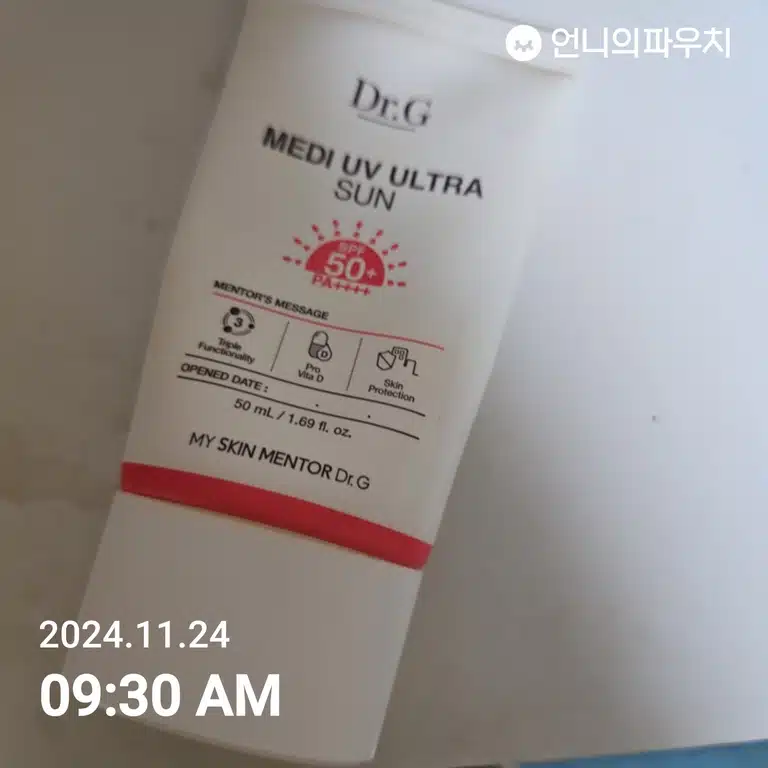 언니의파우치
Dr.G
MEDI UV ULTRA
SUN
SPF
50+
PA++++
MENTOR'S MESSAGE
3
Triple
Functionality
D
Pro
Vita D
Skin
Protection
OPENED DATE : . .
50 mL / 1.69 fl. oz.
MY SKIN MENTOR Dr.G
2024.11.24
09:30 AM